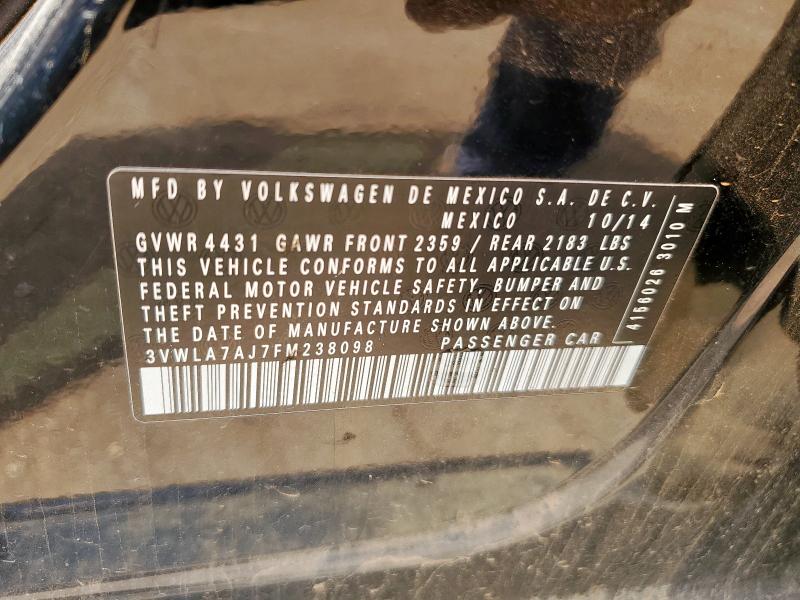 MFD BY VOLKSWAGEN DE MEXICO S.A. DE C.V.
MEXICO 10/14
GVWR 4431 GAWR FRONT 2359 / REAR 2183 LBS
THIS VEHICLE CONFORMS TO ALL APPLICABLE U.S.
FEDERAL MOTOR VEHICLE SAFETY, BUMPER AND
THEFT PREVENTION STANDARDS IN EFFECT ON
THE DATE OF MANUFACTURE SHOWN ABOVE.
3VWLA7AJ7FM238098 PASSENGER CAR
4156026 3010 M